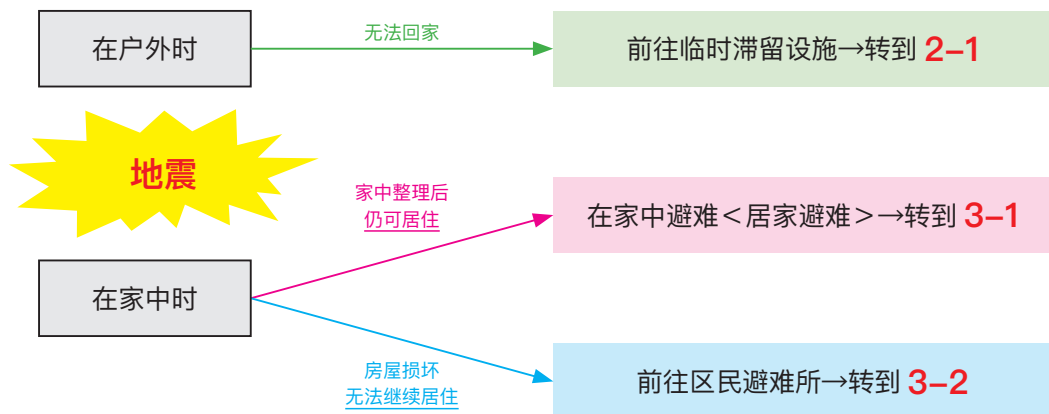 在户外时
无法回家
前往临时滞留设施→转到 2–1
地震
家中整理后
仍可居住
在家中避难＜居家避难＞→转到 3–1
在家中时
房屋损坏
无法继续居住
前往区民避难所→转到 3–2